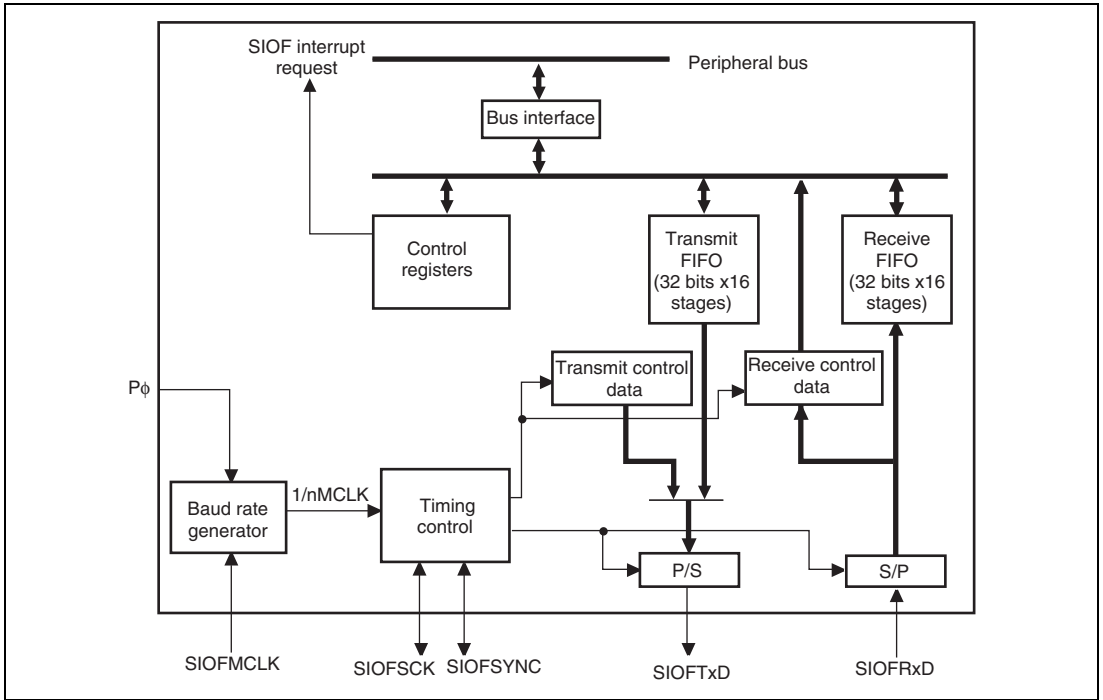 SIOF interrupt
request
Peripheral bus
Bus interface
Control
registers
Transmit
FIFO
(32 bits x16
stages)
Receive
FIFO
(32 bits x16
stages)
Transmit control
data
Receive control
data
Pϕ
Baud rate
generator
1/nMCLK
Timing
control
P/S
S/P
SIOFMCLK
SIOFSCK
SIOFSYNC
SIOFTxD
SIOFRxD